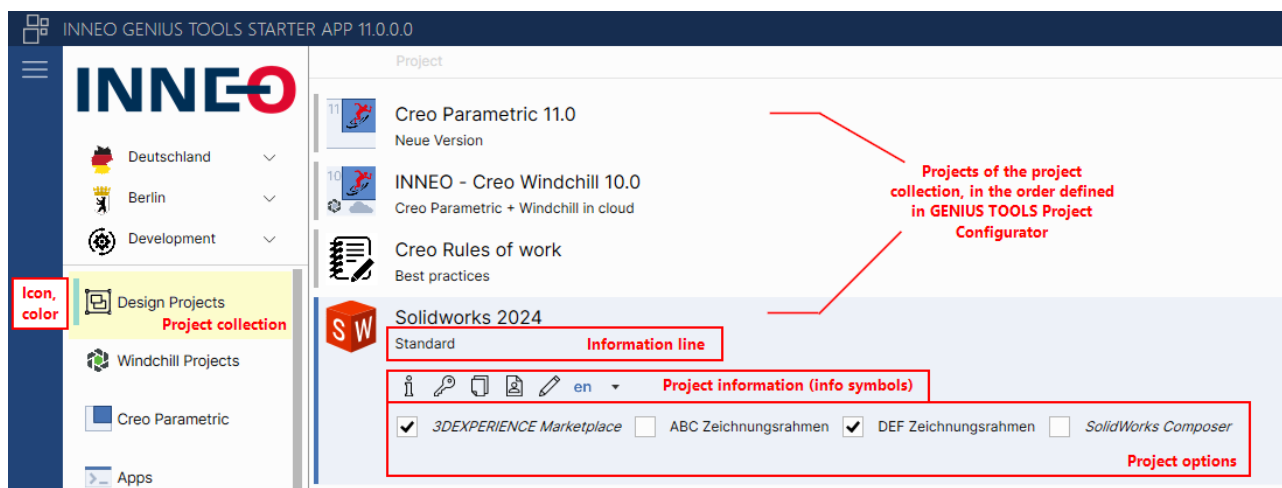 INNEO GENIUS TOOLS STARTER APP 11.0.0.0
INNEO
Deutschland
Berlin
Development
Icon,
color
Design Projects
Project collection
Windchill Projects
Creo Parametric
Apps
Project
11
Creo Parametric 11.0
Neue Version
10
INNEO - Creo Windchill 10.0
Creo Parametric + Windchill in cloud
Creo Rules of work
Best practices
Projects of the project
collection, in the order defined
in GENIUS TOOLS Project
Configurator
SW
Solidworks 2024
Standard
Information line
en
Project information (info symbols)
3DEXPERIENCE Marketplace ABC Zeichnungsrahmen DEF Zeichnungsrahmen SolidWorks Composer
Project options